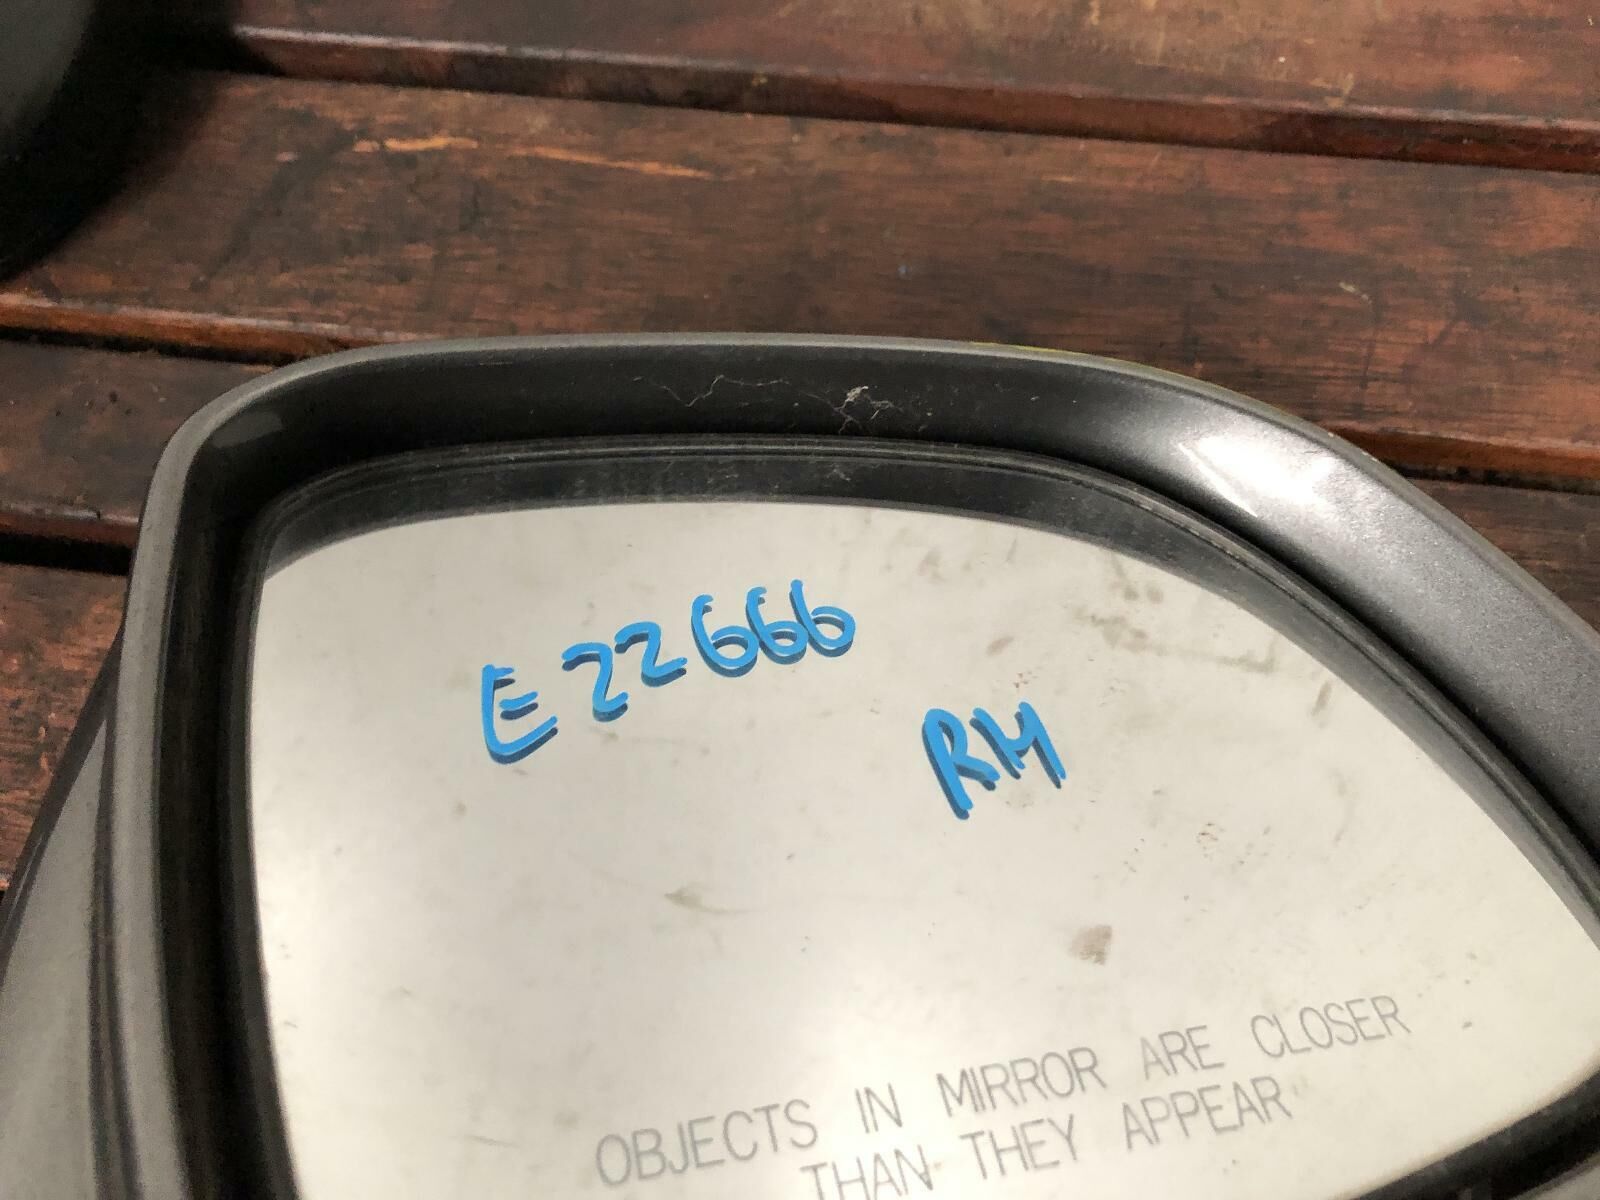 E22666
RH
OBJECTS IN MIRROR ARE CLOSER
THAN THEY APPEAR